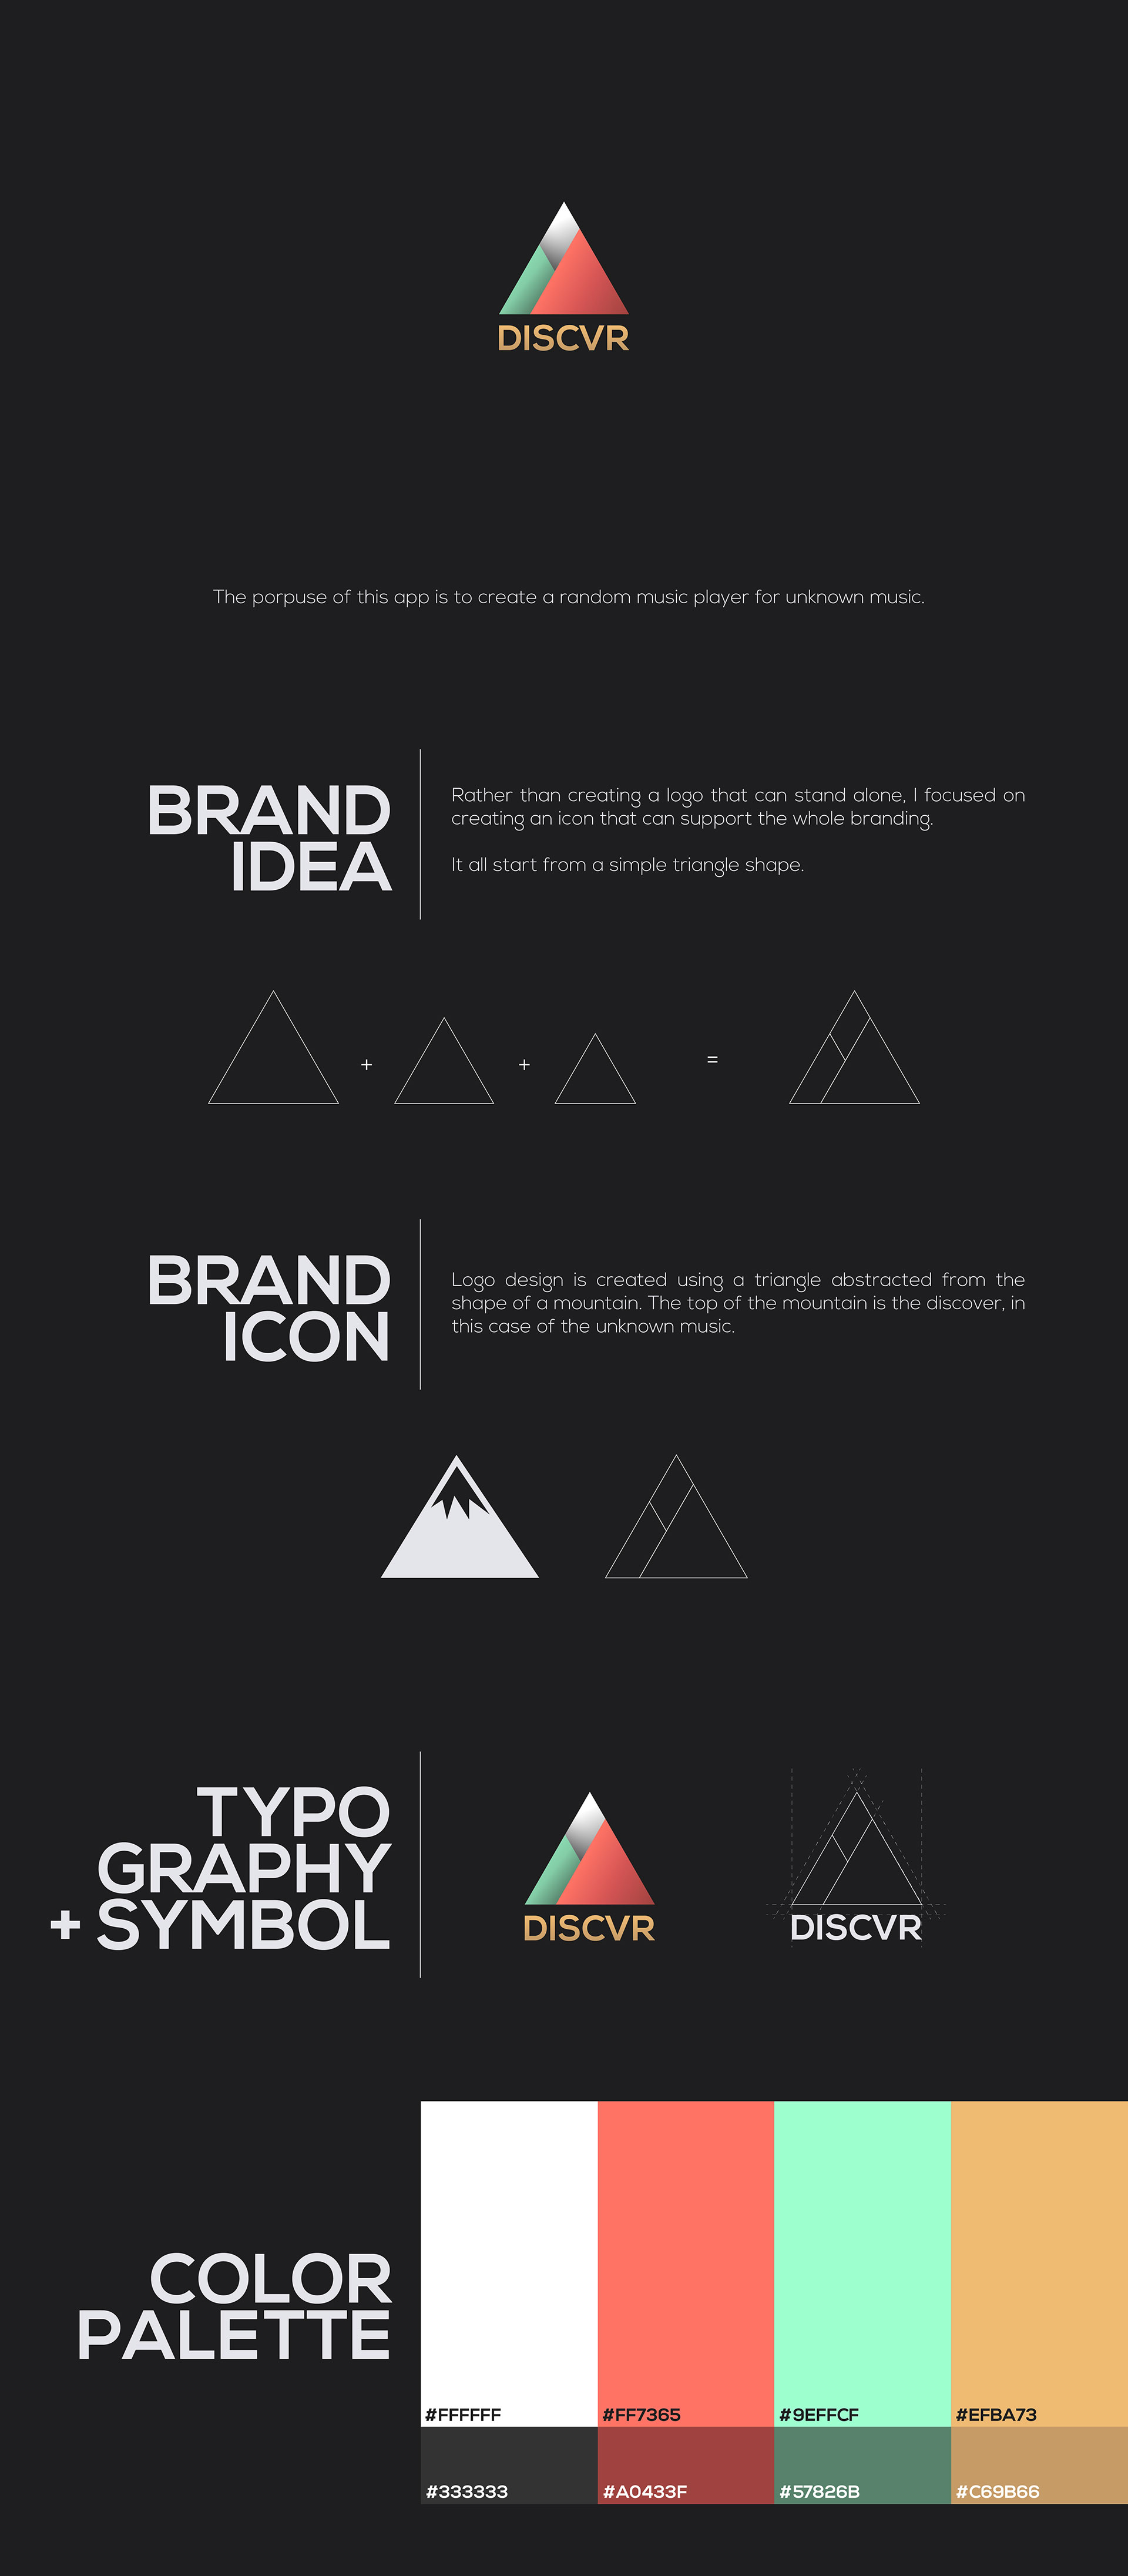 DISCVR
The porpuse of this app is to create a random music player for unknown music.
BRAND
IDEA
Rather than creating a logo that can stand alone, I focused on
creating an icon that can support the whole branding.
It all start from a simple triangle shape.
+ + =
BRAND
ICON
Logo design is created using a triangle abstracted from the
shape of a mountain. The top of the mountain is the discover, in
this case of the unknown music.
TYPO
GRAPHY
+ SYMBOL
DISCVR
DISCVR
COLOR
PALETTE
#FFFFFF #FF7365 #9EFFCF #EFBA73
#333333 #A0433F #57826B #C69B66